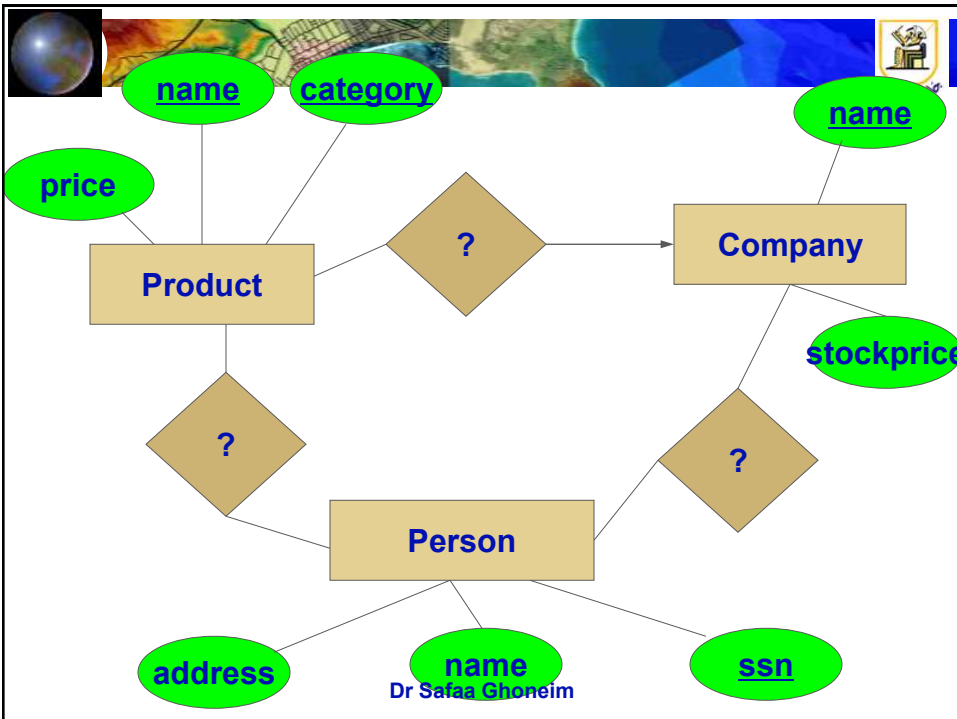 name
category
name
price
?
Company
Product
stockprice
?
?
Person
address
name
ssn
Dr Safaa Ghoneim